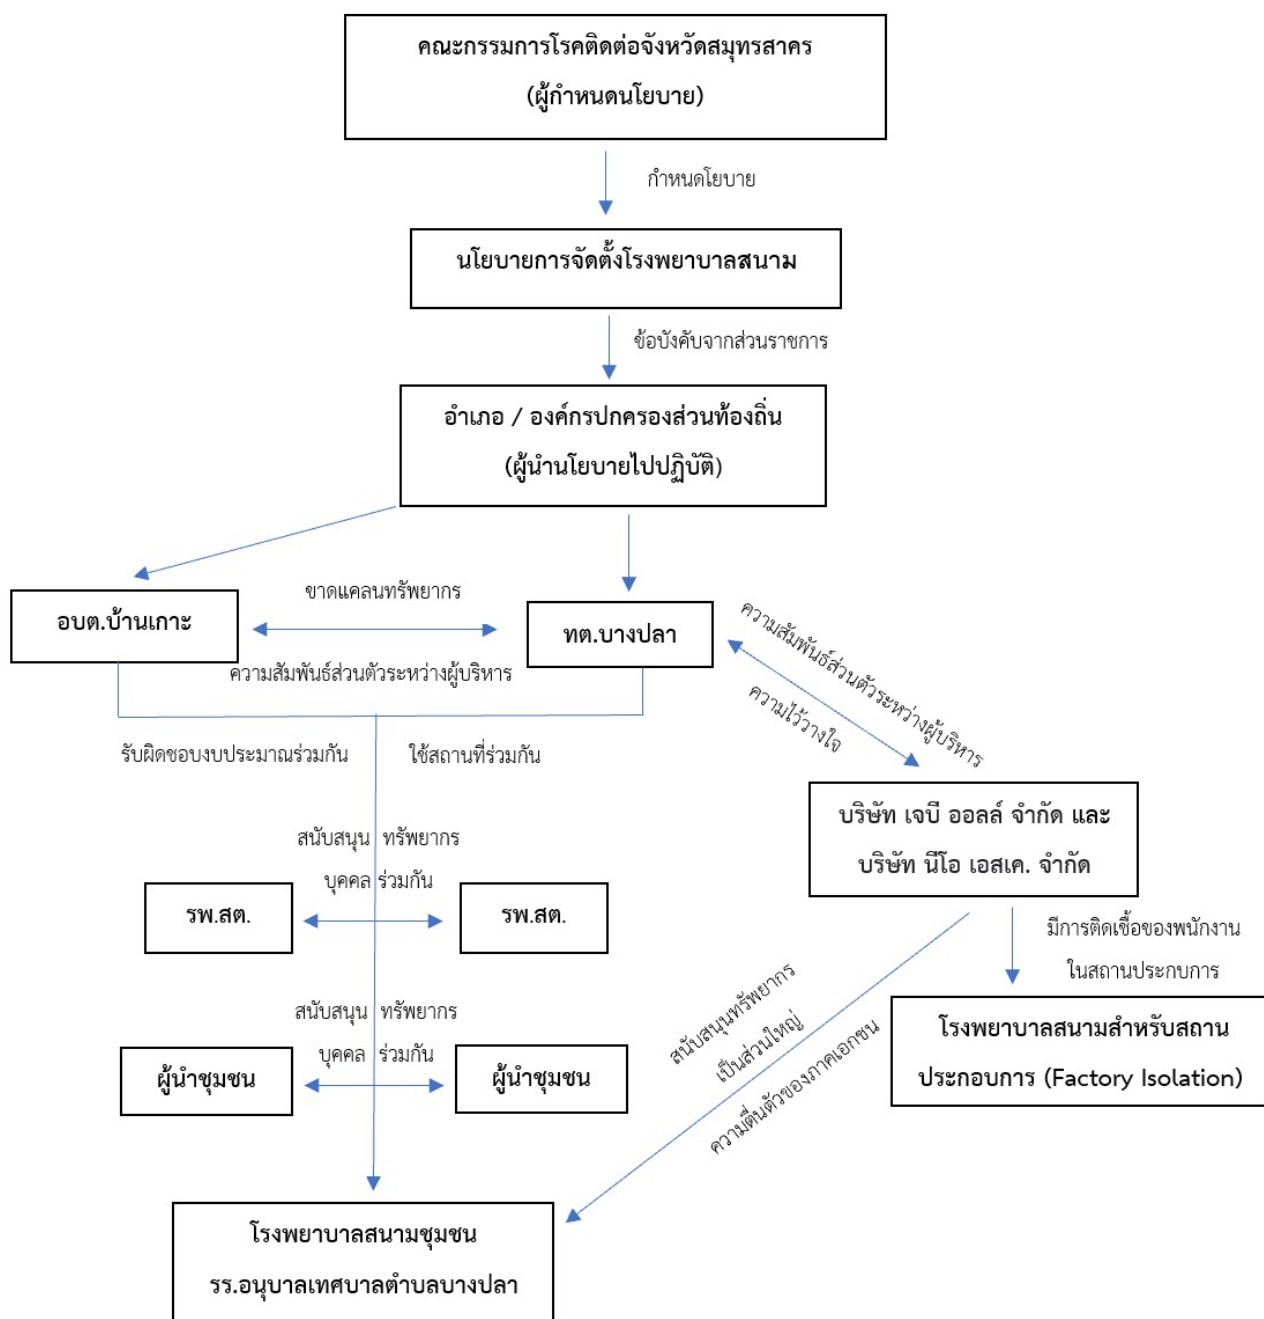 คณะกรรมการโรคติดต่อจังหวัดสมุทรสาคร
(ผู้กำหนดนโยบาย)
กำหนดโยบาย
นโยบายการจัดตั้งโรงพยาบาลสนาม
ข้อบังคับจากส่วนราชการ
อำเภอ / องค์กรปกครองส่วนท้องถิ่น
(ผู้นำนโยบายไปปฏิบัติ)
อบต.บ้านเกาะ
ขาดแคลนทรัพยากร
ทต.บางปลา
ความสัมพันธ์ส่วนตัวระหว่างผู้บริหาร
ความสัมพันธ์ส่วนตัวระหว่างผู้บริหาร
ความไว้วางใจ
รับผิดชอบงบประมาณร่วมกัน
ใช้สถานที่ร่วมกัน
บริษัท เจบี ออลล์ จำกัด และ
บริษัท นีโอ เอสเค. จำกัด
สนับสนุน ทรัพยากร
บุคคล ร่วมกัน
รพ.สต.
รพ.สต.
มีการติดเชื้อของพนักงาน
ในสถานประกบการ
สนับสนุนทรัพยากร
เป็นส่วนใหญ่
ความตื่นตัวของภาคเอกชน
โรงพยาบาลสนามสำหรับสถาน
ประกอบการ (Factory Isolation)
สนับสนุน ทรัพยากร
บุคคล ร่วมกัน
ผู้นำชุมชน
ผู้นำชุมชน
โรงพยาบาลสนามชุมชน
รร.อนุบาลเทศบาลตำบลบางปลา